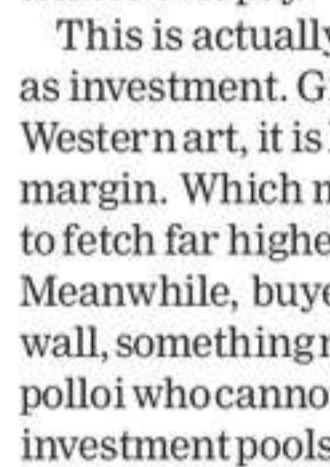 This is actually
as investment. G
Western art, it is
margin. Which
to fetch far highe
Meanwhile, buye
wall, something
polloi who canno
investment pools